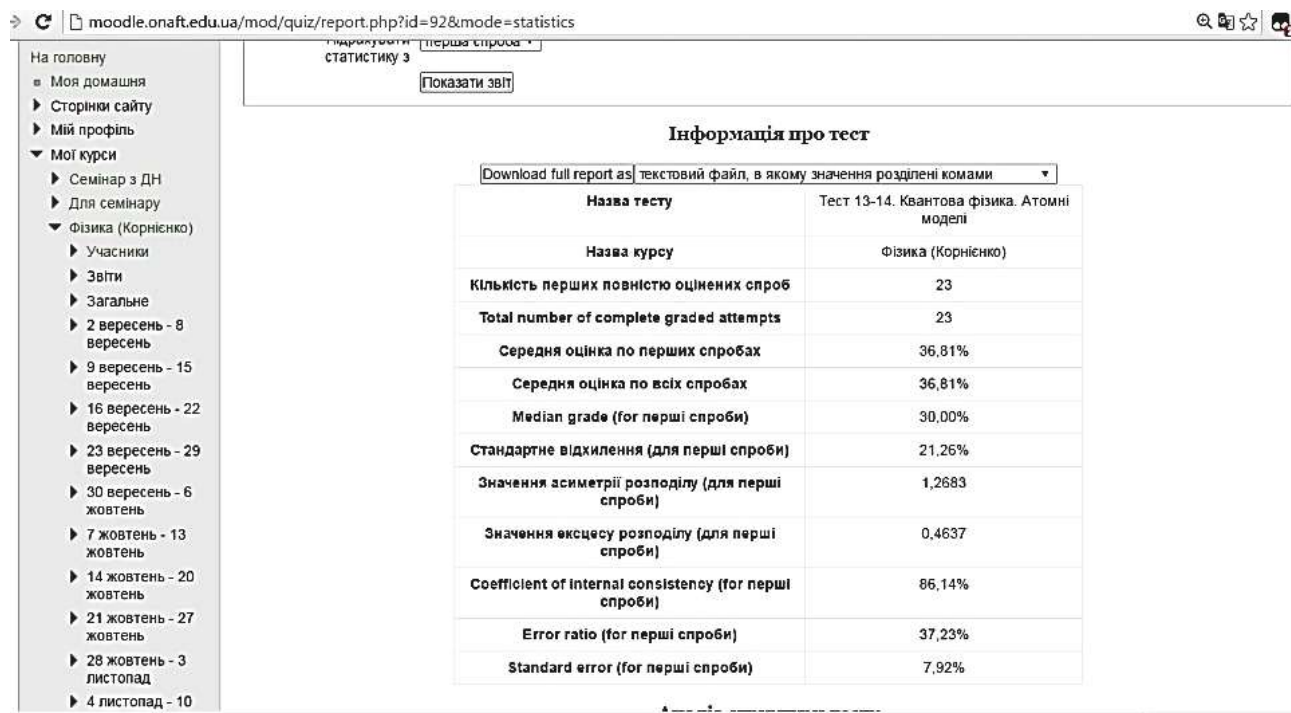 moodle.onaft.edu.ua/mod/quiz/report.php?id=92&mode=statistics
На головну
Моя домашня
Сторінки сайту
Мій профіль
Мої курси
Семінар з ДН
Для семінару
Фізика (Корнієнко)
Учасники
Звіти
Загальне
2 вересень - 8
вересень
9 вересень - 15
вересень
16 вересень - 22
вересень
23 вересень - 29
вересень
30 вересень - 6
жовтень
7 жовтень - 13
жовтень
14 жовтень - 20
жовтень
21 жовтень - 27
жовтень
28 жовтень - 3
листопад
4 листопад - 10
перша спроба
статистику з
Показати звіт
Інформація про тест
Download full report as текстовий файл, в якому значення розділені комами
Назва тесту Тест 13-14. Квантова фізика. Атомні
моделі
Назва курсу Фізика (Корнієнко)
Кількість перших повністю оцінених спроб 23
Total number of complete graded attempts 23
Середня оцінка по перших спробах 36,81%
Середня оцінка по всіх спробах 36,81%
Median grade (for перші спроби) 30,00%
Стандартне відхилення (для перші спроби) 21,26%
Значення асиметрії розподілу (для перші
спроби) 1,2683
Значення ексцесу розподілу (для перші
спроби) 0,4637
Coefficient of internal consistency (for перші
спроби) 86,14%
Error ratio (for перші спроби) 37,23%
Standard error (for перші спроби) 7,92%